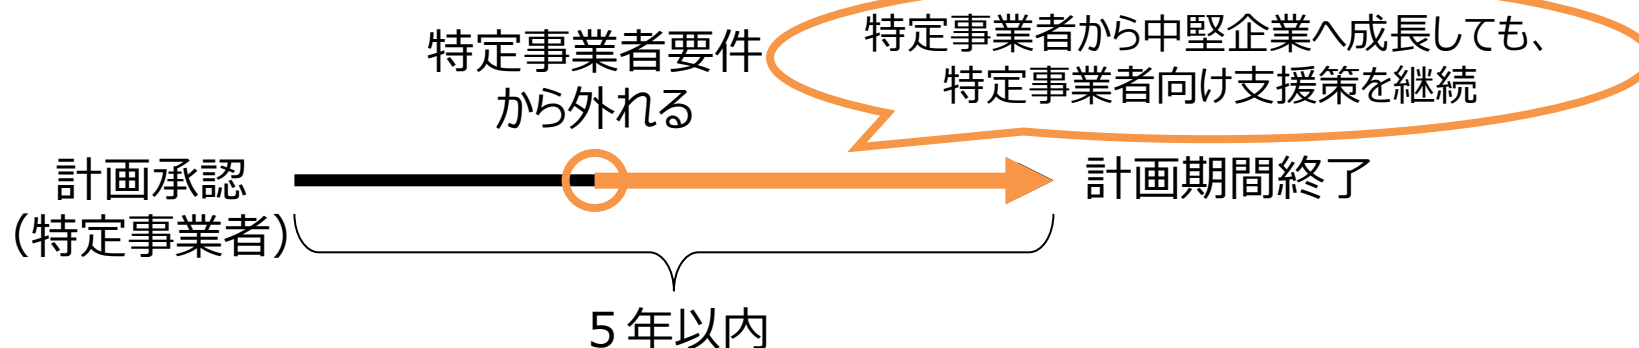 特定事業者から中堅企業へ成長しても、
特定事業者向け支援策を継続
特定事業者要件
から外れる
計画承認
（特定事業者）
計画期間終了
５年以内